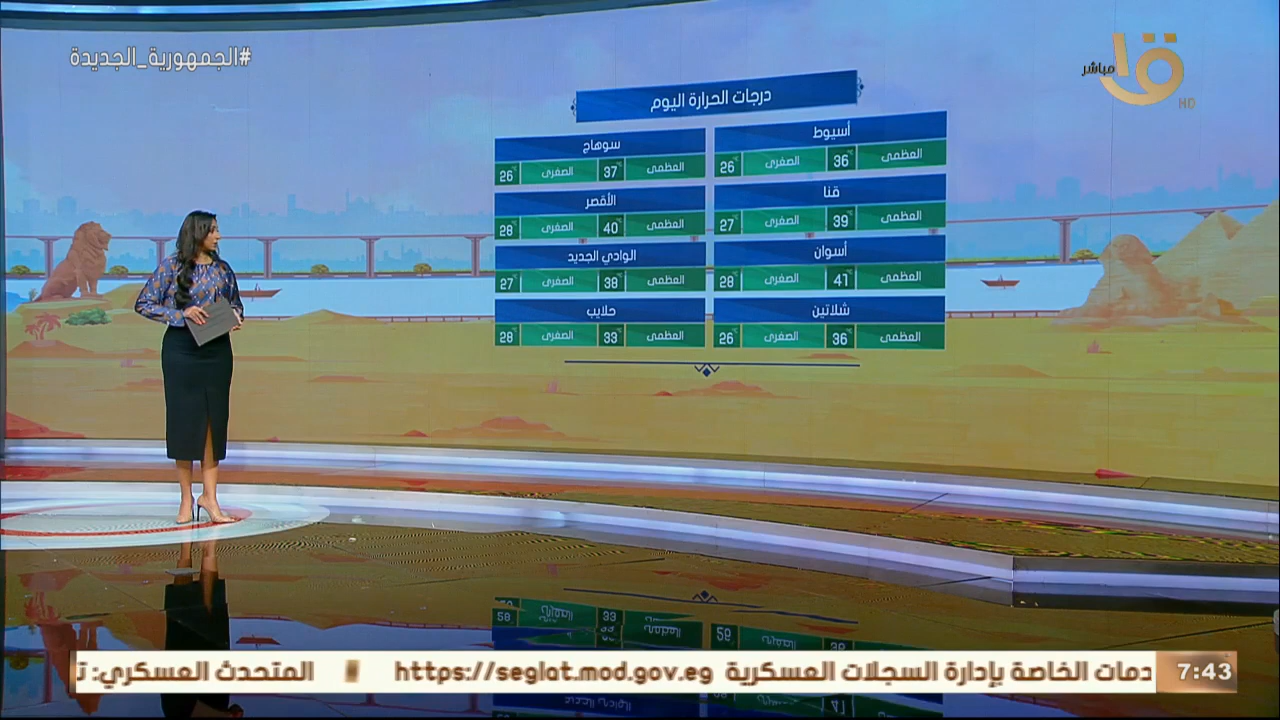 #الجمهورية_الجديدة
مباشر
HD
درجات الحرارة اليوم
أسيوط
العظمى 36°c الصغرى 26°c
سوهاج
العظمى 37°c الصغرى 26°c
قنا
العظمى 39°c الصغرى 27°c
الأقصر
العظمى 40°c الصغرى 28°c
أسوان
العظمى 41°c الصغرى 28°c
الوادي الجديد
العظمى 38°c الصغرى 27°c
شلاتين
العظمى 36°c الصغرى 26°c
حلايب
العظمى 33°c الصغرى 28°c
7:43 دمات الخاصة بإدارة السجلات العسكرية https://seglat.mod.gov.eg المتحدث العسكري: ت